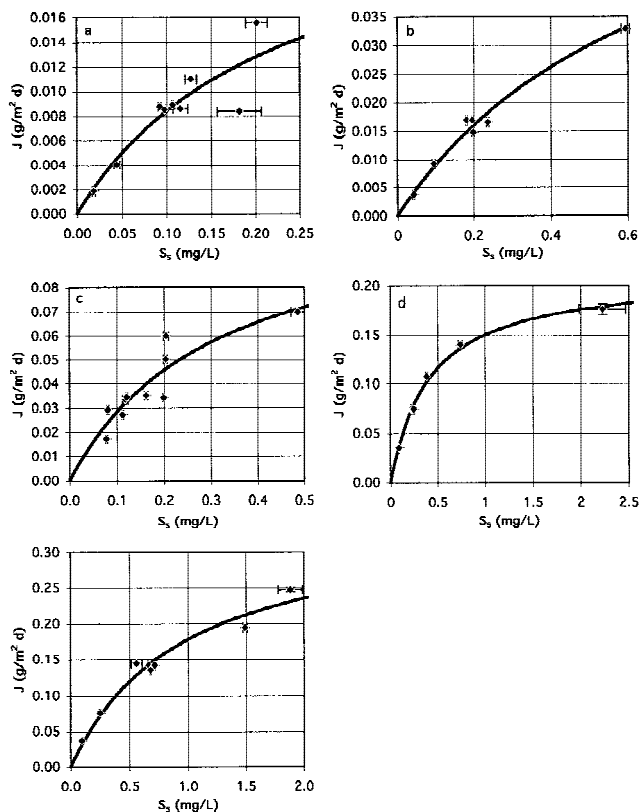 a
J (g/m² d)
0.016
0.014
0.012
0.010
0.008
0.006
0.004
0.002
0.000
0.00 0.05 0.10 0.15 0.20 0.25
Ss (mg/L)
b
J (g/m² d)
0.035
0.030
0.025
0.020
0.015
0.010
0.005
0.000
0 0.2 0.4 0.6
Ss (mg/L)
c
J (g/m² d)
0.08
0.07
0.06
0.05
0.04
0.03
0.02
0.01
0.00
0.0 0.1 0.2 0.3 0.4 0.5
Ss (mg/L)
d
J (g/m² d)
0.20
0.15
0.10
0.05
0.00
0 0.5 1 1.5 2 2.5
Ss (mg/L)
J (g/m² d)
0.30
0.25
0.20
0.15
0.10
0.05
0.00
0.0 0.5 1.0 1.5 2.0
Ss (mg/L)